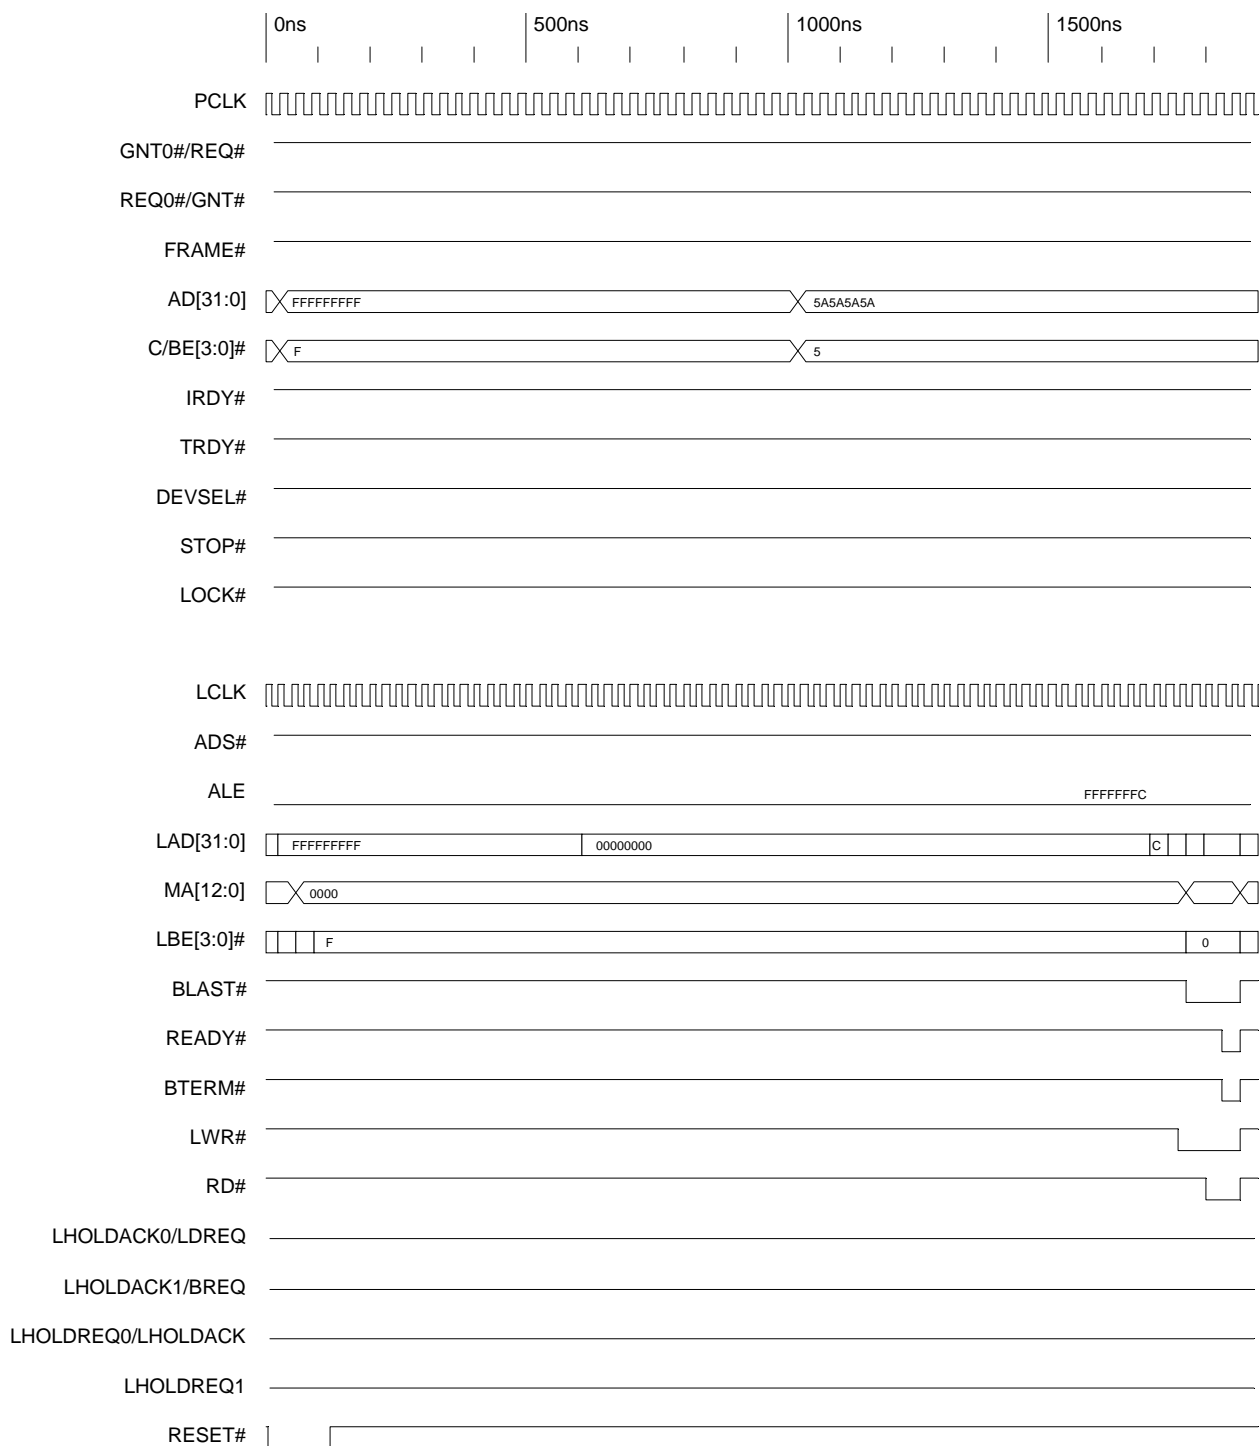 0ns 500ns 1000ns 1500ns
PCLK
GNT0#/REQ#
REQ0#/GNT#
FRAME#
AD[31:0] FFFFFFFFF 5A5A5A5A
C/BE[3:0]# F 5
IRDY#
TRDY#
DEVSEL#
STOP#
LOCK#
LCLK
ADS#
ALE FFFFFFFC
LAD[31:0] FFFFFFFFF 00000000 C
MA[12:0] 0000
LBE[3:0]# F 0
BLAST#
READY#
BTERM#
LWR#
RD#
LHOLDACK0/LDREQ
LHOLDACK1/BREQ
LHOLDREQ0/LHOLDACK
LHOLDREQ1
RESET#